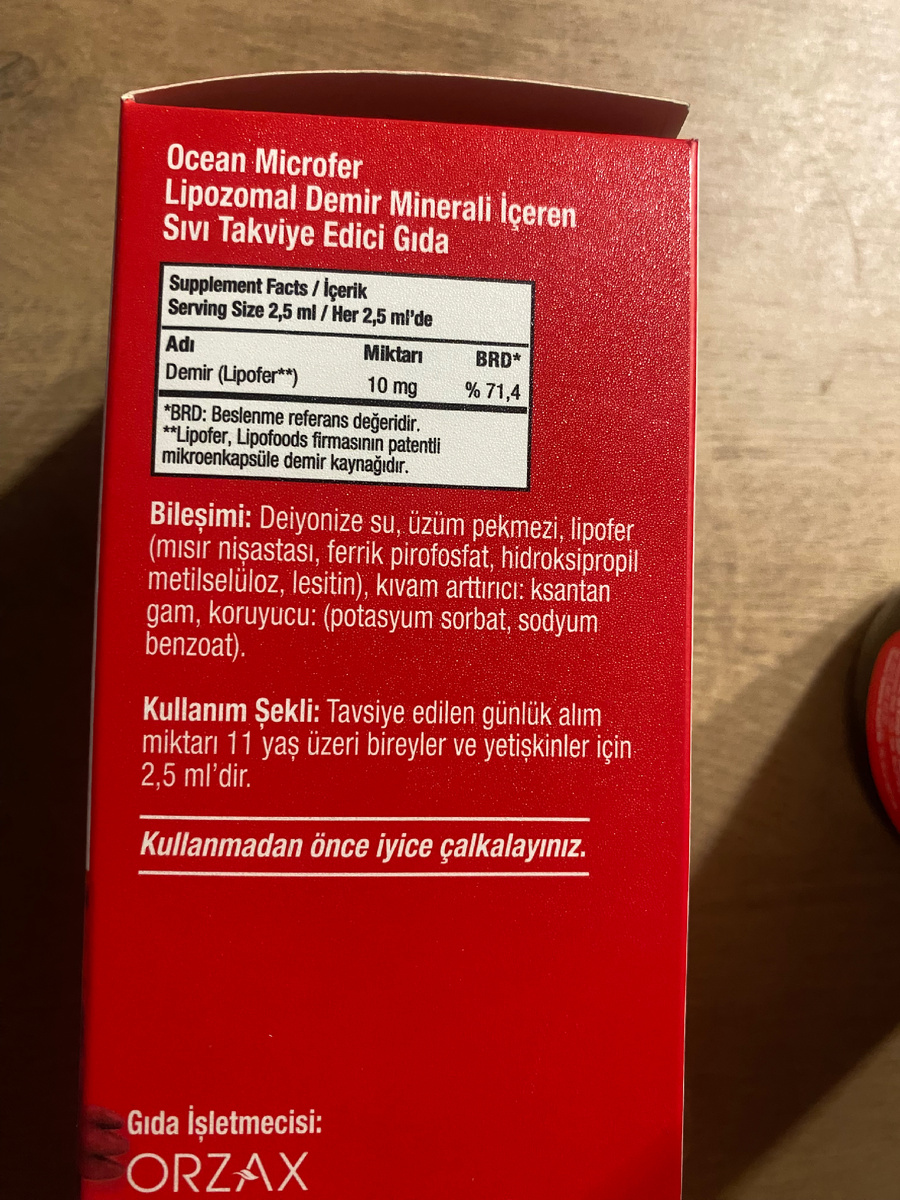 Ocean Microfer
Lipozomal Demir Minerali İçeren
Sıvı Takviye Edici Gıda
Supplement Facts / İçerik
Serving Size 2,5 ml / Her 2,5 ml'de
Adı Miktarı BRD*
Demir (Lipofer**) 10 mg % 71,4
*BRD: Beslenme referans değeridir.
**Lipofer, Lipofoods firmasının patentli
mikroenkapsüle demir kaynağıdır.
Bileşimi: Deiyonize su, üzüm pekmezi, lipofer
(mısır nişastası, ferrik pirofosfat, hidroksipropil
metilselüloz, lesitin), kıvam arttırıcı: ksantan
gam, koruyucu: (potasyum sorbat, sodyum
benzoat).
Kullanım Şekli: Tavsiye edilen günlük alım
miktarı 11 yaş üzeri bireyler ve yetişkinler için
2,5 ml'dir.
Kullanmadan önce iyice çalkalayınız.
Gıda İşletmecisi:
ORZAX